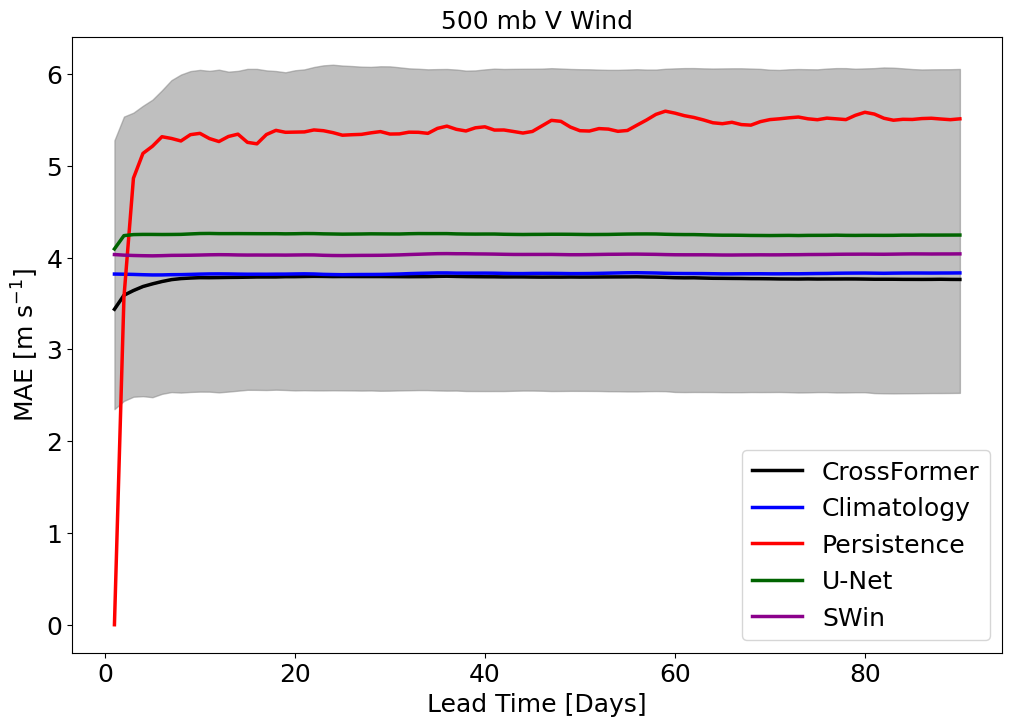 500 mb V Wind
MAE [m s⁻¹]
6
5
4
3
2
1
0
0 20 40 60 80
Lead Time [Days]
CrossFormer
Climatology
Persistence
U-Net
SWin